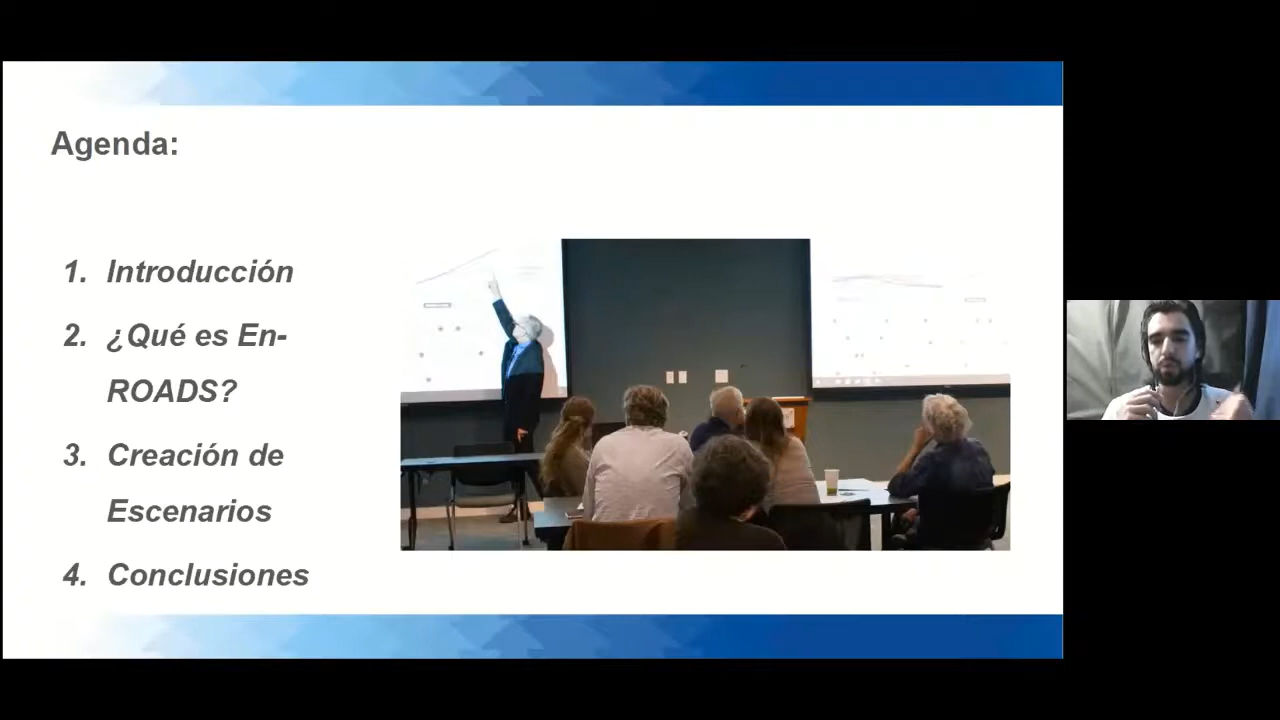 Agenda:
1. Introducción
2. ¿Qué es En-
ROADS?
3. Creación de
Escenarios
4. Conclusiones